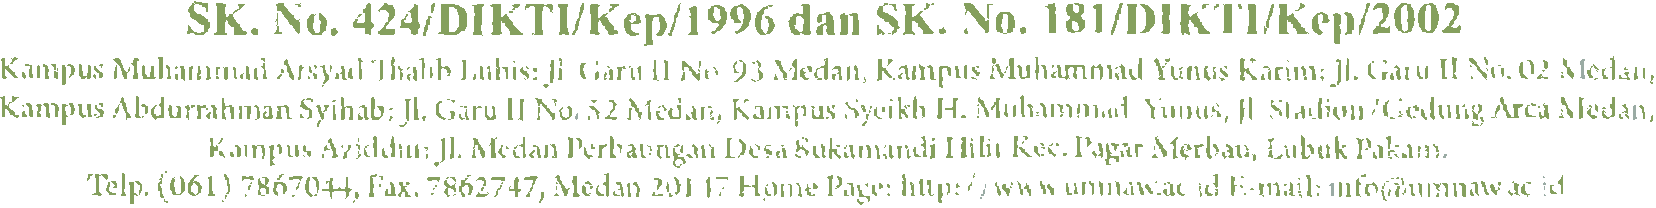 SK. No. 424/DIKTI/Kep/1996 dan SK. No. 181/DIKTI/Kep/2002
Kampus Muhammad Arsyad Thalib Lubis: Jl. Garu II No. 93 Medan, Kampus Muhammad Yunus Karim: Jl. Garu II No. 02 Medan,
Kampus Abdurrahman Syihab: Jl. Garu II No. 52 Medan, Kampus Syeikh H. Muhammad Yunus, Jl. Stadion/Gedung Arca Medan,
Kampus Aziddin: Jl. Medan Perbaungan Desa Sukamandi Hilir Kec. Pagar Merbau, Lubuk Pakam.
Telp. (061) 7867044, Fax. 7862747, Medan 20147 Home Page: http://www.umnaw.ac.id E-mail: info@umnaw.ac.id